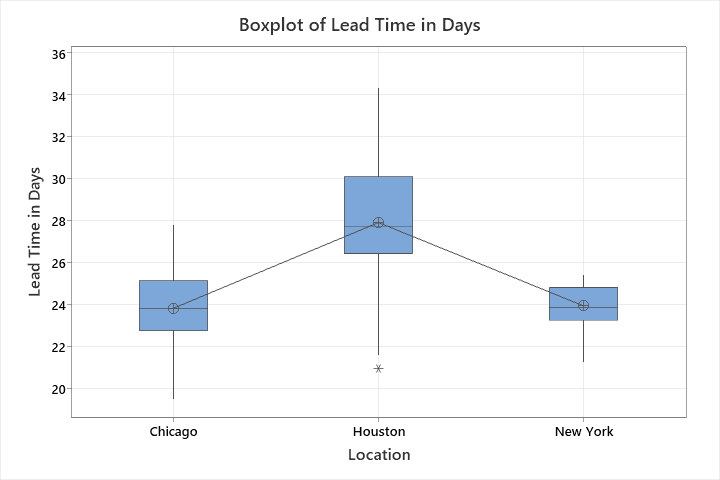 Boxplot of Lead Time in Days
Lead Time in Days
36
34
32
30
28
26
24
22
20
Chicago
Houston
New York
Location